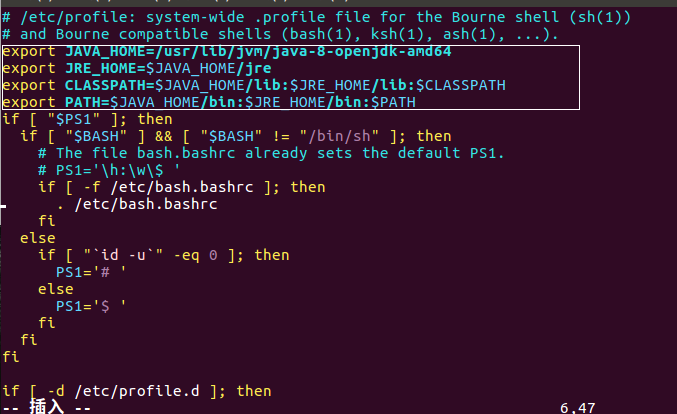 # /etc/profile: system-wide .profile file for the Bourne shell (sh(1))
# and Bourne compatible shells (bash(1), ksh(1), ash(1), ...).
export JAVA_HOME=/usr/lib/jvm/java-8-openjdk-amd64
export JRE_HOME=$JAVA_HOME/jre
export CLASSPATH=$JAVA_HOME/lib:$JRE_HOME/lib:$CLASSPATH
export PATH=$JAVA_HOME/bin:$JRE_HOME/bin:$PATH
if [ "$PS1" ]; then
  if [ "$BASH" ] && [ "$BASH" != "/bin/sh" ]; then
    # The file bash.bashrc already sets the default PS1.
    # PS1='\h:\w\$ '
    if [ -f /etc/bash.bashrc ]; then
      . /etc/bash.bashrc
    fi
  else
    if [ "`id -u`" -eq 0 ]; then
      PS1='# '
    else
      PS1='$ '
    fi
  fi
fi
if [ -d /etc/profile.d ]; then
-- 插入 -- 6,47